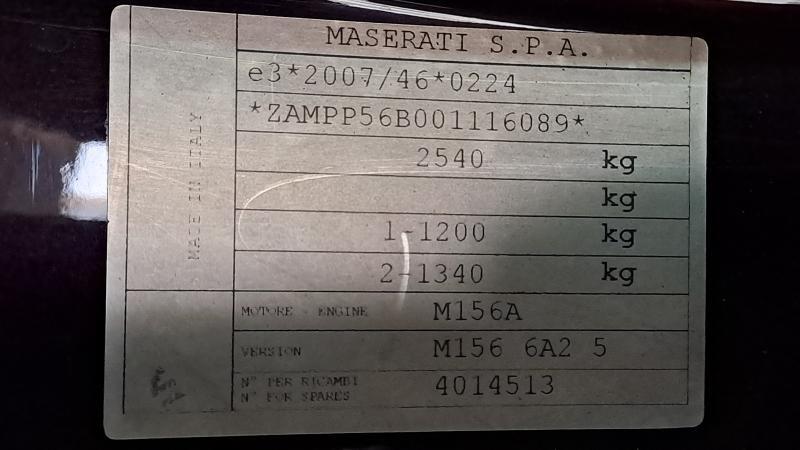 MASERATI S.P.A.
e3*2007/46*0224
*ZAMPP56B001116089*
2540 kg
kg
1-1200 kg
2-1340 kg
MADE IN ITALY
MOTORE - ENGINE M156A
VERSION M156 6A2 5
N° PER RICAMBI
N° FOR SPARES 4014513